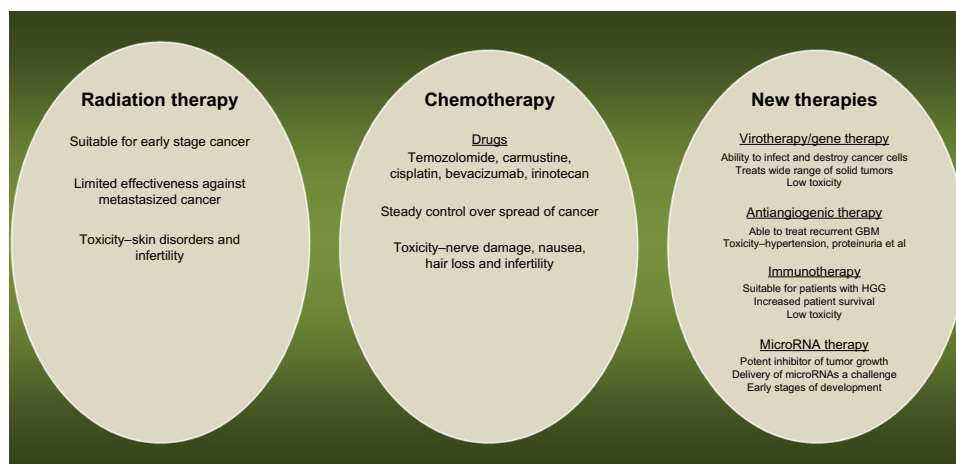 Radiation therapy
Suitable for early stage cancer
Limited effectiveness against
metastasized cancer
Toxicity–skin disorders and
infertility
Chemotherapy
Drugs
Temozolomide, carmustine,
cisplatin, bevacizumab, irinotecan
Steady control over spread of cancer
Toxicity–nerve damage, nausea,
hair loss and infertility
New therapies
Virotherapy/gene therapy
Ability to infect and destroy cancer cells
Treats wide range of solid tumors
Low toxicity
Antiangiogenic therapy
Able to treat recurrent GBM
Toxicity–hypertension, proteinuria et al
Immunotherapy
Suitable for patients with HGG
Increased patient survival
Low toxicity
MicroRNA therapy
Potent inhibitor of tumor growth
Delivery of microRNAs a challenge
Early stages of development